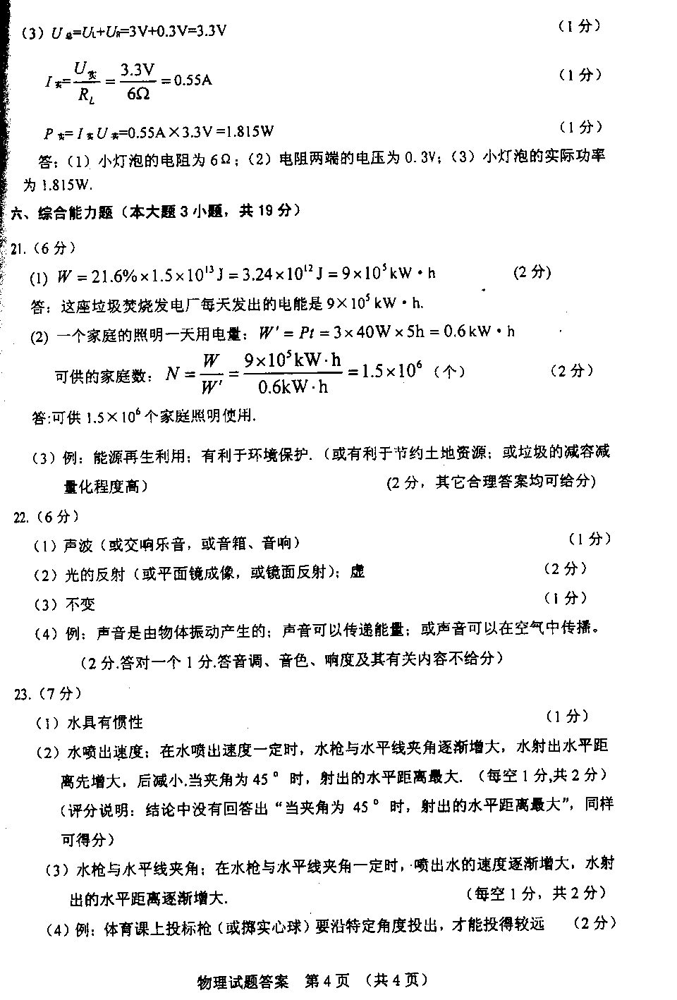 (3) U总=UL+UR=3V+0.3V=3.3V (1分)
I实=U实/RL=3.3V/6Ω=0.55A (1分)
P实=I实U实=0.55A×3.3V=1.815W (1分)
答:(1)小灯泡的电阻为6Ω;(2)电阻两端的电压为0.3V;(3)小灯泡的实际功率
为1.815W.
六、综合能力题(本大题3小题,共19分)
21.(6分)
(1) W=21.6%×1.5×10¹³J=3.24×10¹²J=9×10⁵kW·h (2分)
答:这座垃圾焚烧发电厂每天发出的电能是9×10⁵kW·h.
(2) 一个家庭的照明一天用电量:W'=Pt=3×40W×5h=0.6kW·h
可供的家庭数:N=W/W'=9×10⁵kW·h/0.6kW·h=1.5×10⁶(个) (2分)
答:可供1.5×10⁶个家庭照明使用.
(3)例:能源再生利用;有利于环境保护.(或有利于节约土地资源;或垃圾的减容减
量化程度高) (2分,其它合理答案均可给分)
22.(6分)
(1)声波(或交响乐音,或音箱、音响) (1分)
(2)光的反射(或平面镜成像,或镜面反射);虚 (2分)
(3)不变 (1分)
(4)例:声音是由物体振动产生的;声音可以传递能量;或声音可以在空气中传播。
(2分.答对一个1分.答音调、音色、响度及其有关内容不给分)
23.(7分)
(1)水具有惯性 (1分)
(2)水喷出速度;在水喷出速度一定时,水枪与水平线夹角逐渐增大,水射出水平距
离先增大,后减小.当夹角为45°时,射出的水平距离最大.(每空1分,共2分)
(评分说明:结论中没有回答出“当夹角为45°时,射出的水平距离最大”,同样
可得分)
(3)水枪与水平线夹角;在水枪与水平线夹角一定时,喷出水的速度逐渐增大,水射
出的水平距离逐渐增大. (每空1分,共2分)
(4)例:体育课上投标枪(或掷实心球)要沿特定角度投出,才能投得较远 (2分)
物理试题答案 第4页 (共4页)